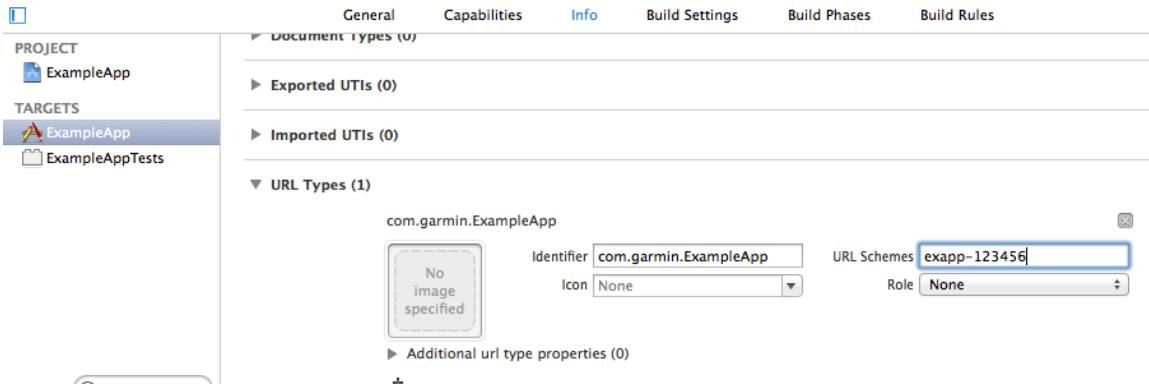 General Capabilities Info Build Settings Build Phases Build Rules
PROJECT
ExampleApp
TARGETS
ExampleApp
ExampleAppTests
Document Types (0)
Exported UTIs (0)
Imported UTIs (0)
URL Types (1)
com.garmin.ExampleApp
No
image
specified
Identifier com.garmin.ExampleApp URL Schemes exapp-123456
Icon None Role None
Additional url type properties (0)